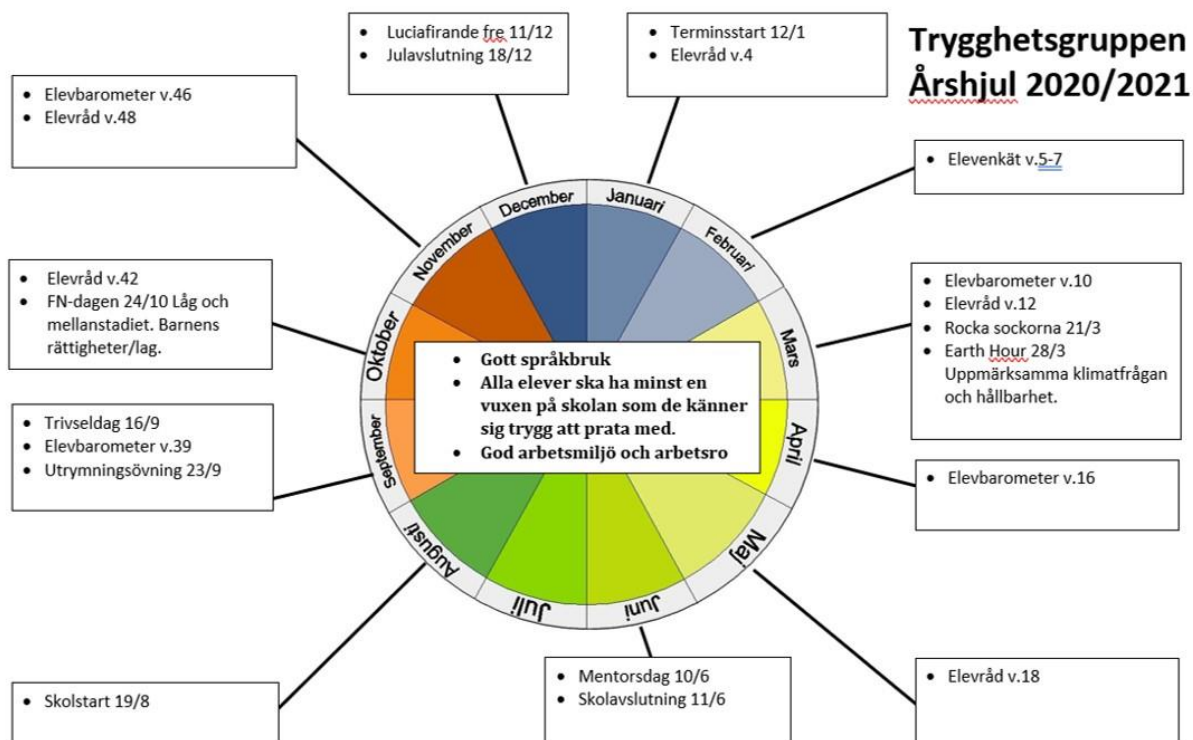 Trygghetsgruppen
Årshjul 2020/2021
• Luciafirande fre 11/12
• Julavslutning 18/12
• Terminsstart 12/1
• Elevråd v.4
• Elevbarometer v.46
• Elevråd v.48
• Elevenkät v.5-7
• Elevråd v.42
• FN-dagen 24/10 Låg och
mellanstadiet. Barnens
rättigheter/lag.
• Elevbarometer v.10
• Elevråd v.12
• Rocka sockorna 21/3
• Earth Hour 28/3
Uppmärksamma klimatfrågan
och hållbarhet.
• Trivseldag 16/9
• Elevbarometer v.39
• Utrymningsövning 23/9
• Elevbarometer v.16
• Skolstart 19/8
• Mentorsdag 10/6
• Skolavslutning 11/6
• Elevråd v.18
Januari
Februari
Mars
April
Maj
Juni
Juli
Augusti
September
Oktober
November
December
• Gott språkbruk
• Alla elever ska ha minst en
vuxen på skolan som de känner
sig trygg att prata med.
• God arbetsmiljö och arbetsro